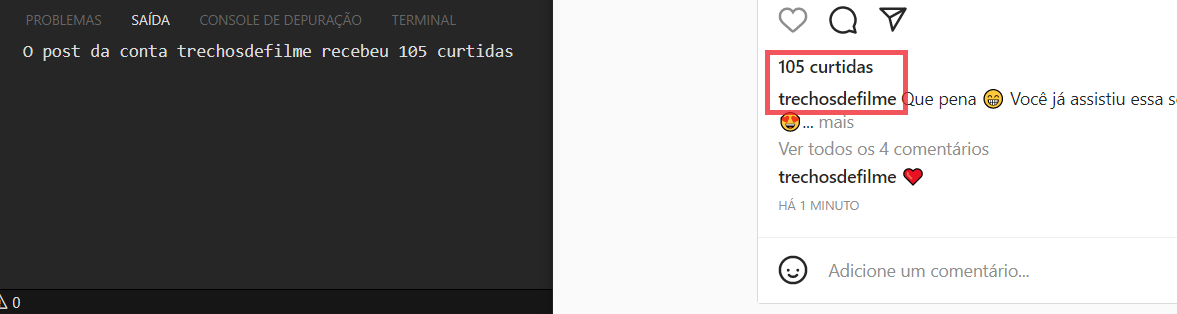 PROBLEMAS SAÍDA CONSOLE DE DEPURAÇÃO TERMINAL
O post da conta trechosdefilme recebeu 105 curtidas
0
105 curtidas
trechosdefilme Que pena 😁 Você já assistiu essa
😍... mais
Ver todos os 4 comentários
trechosdefilme ❤️
HÁ 1 MINUTO
Adicione um comentário...